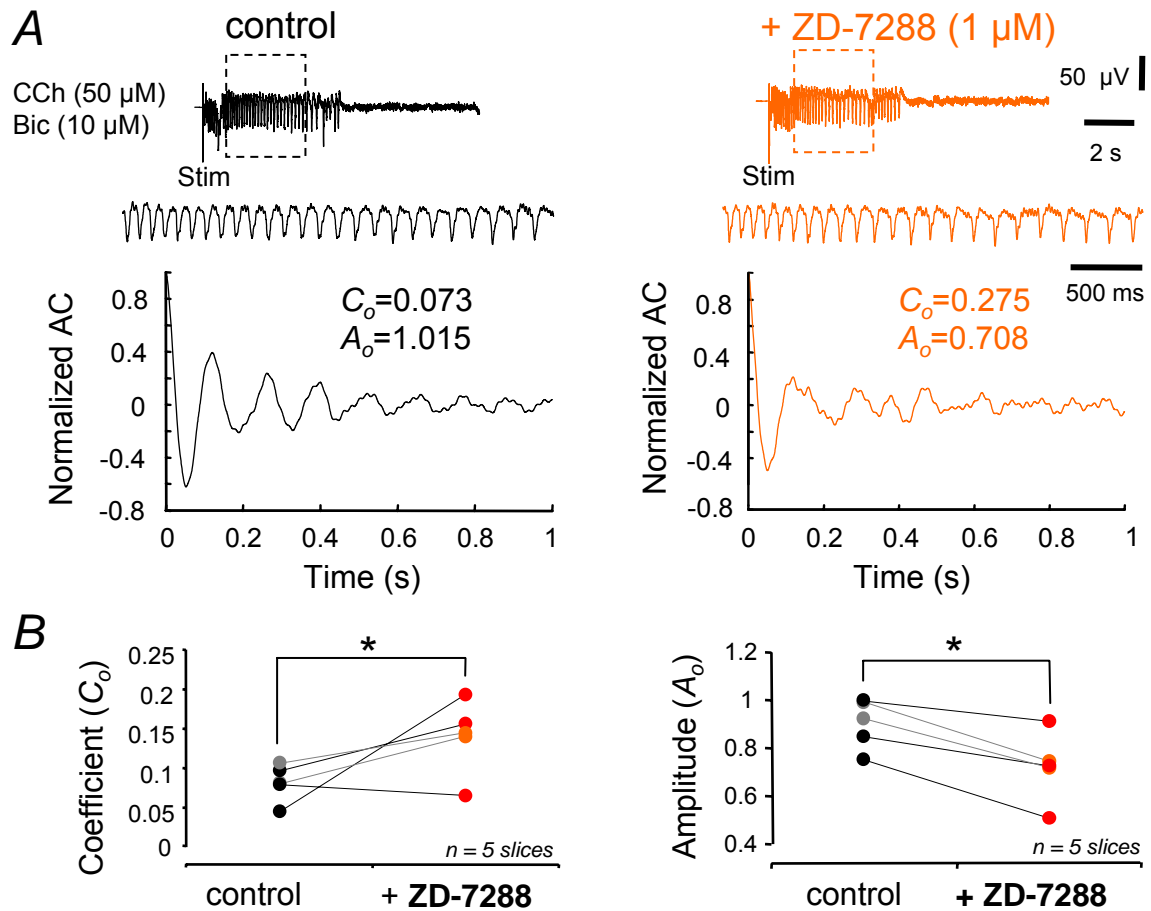 A
control
+ ZD-7288 (1 µM)
CCh (50 µM)
Bic (10 µM)
50 µV
2 s
Stim
Stim
500 ms
Normalized AC
0.8
0.4
0
-0.4
-0.8
Cₒ=0.073
Aₒ=1.015
0 0.2 0.4 0.6 0.8 1
Time (s)
Normalized AC
0.8
0.4
0
-0.4
-0.8
Cₒ=0.275
Aₒ=0.708
0 0.2 0.4 0.6 0.8 1
Time (s)
B
Coefficient (Cₒ)
0.25
0.2
0.15
0.1
0.05
0
*
n = 5 slices
control + ZD-7288
Amplitude (Aₒ)
1.2
1
0.8
0.6
0.4
*
n = 5 slices
control + ZD-7288